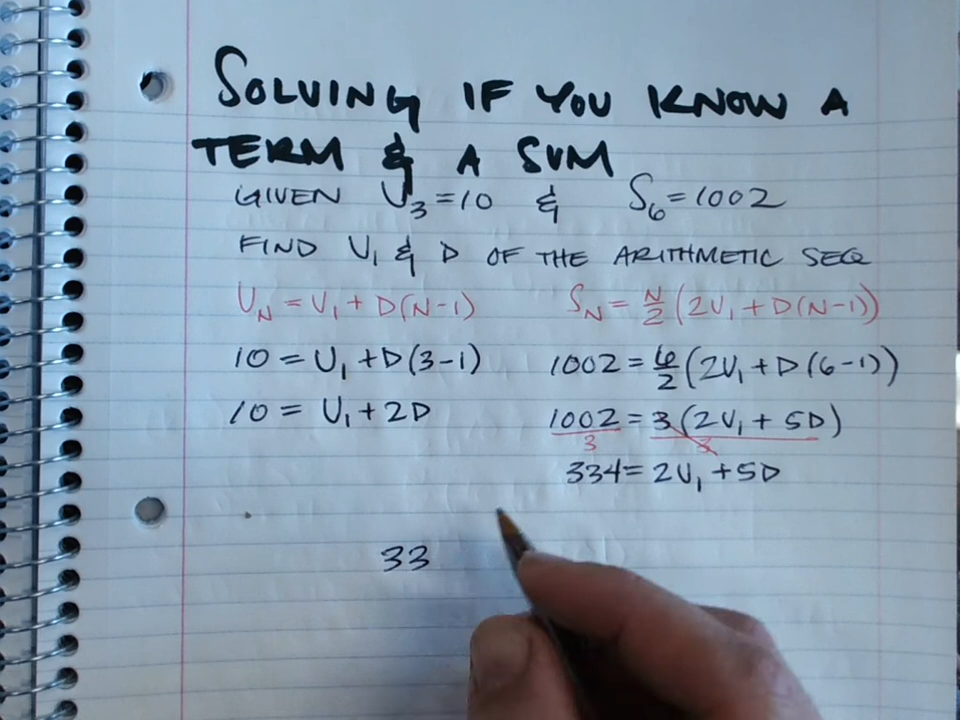 SOLVING IF YOU KNOW A
TERM & A SUM
GIVEN U₃=10 & S₆=1002
FIND U₁ & D OF THE ARITHMETIC SEQ
Uₙ = U₁ + D(N-1)
Sₙ = N/2 (2U₁ + D(N-1))
10 = U₁ + D(3-1)
1002 = 6/2 (2U₁ + D(6-1))
10 = U₁ + 2D
1002 = 3 (2U₁ + 5D)
3 3
334 = 2U₁ + 5D
33